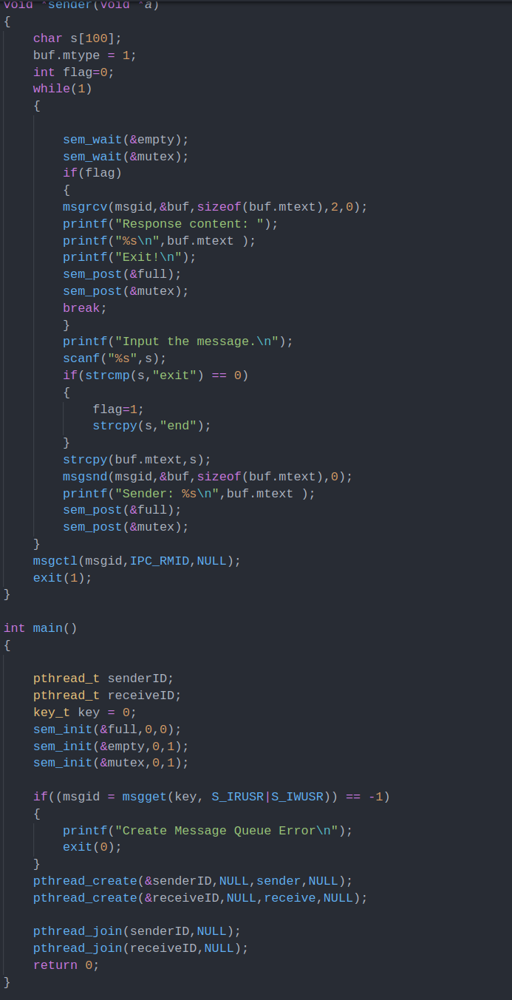 void *sender(void *a)
{
    char s[100];
    buf.mtype = 1;
    int flag=0;
    while(1)
    {

        sem_wait(&empty);
        sem_wait(&mutex);
        if(flag)
        {
        msgrcv(msgid,&buf,sizeof(buf.mtext),2,0);
        printf("Response content: ");
        printf("%s\n",buf.mtext );
        printf("Exit!\n");
        sem_post(&full);
        sem_post(&mutex);
        break;
        }
        printf("Input the message.\n");
        scanf("%s",s);
        if(strcmp(s,"exit") == 0)
        {
            flag=1;
            strcpy(s,"end");
        }
        strcpy(buf.mtext,s);
        msgsnd(msgid,&buf,sizeof(buf.mtext),0);
        printf("Sender: %s\n",buf.mtext );
        sem_post(&full);
        sem_post(&mutex);
    }
    msgctl(msgid,IPC_RMID,NULL);
    exit(1);
}

int main()
{

    pthread_t senderID;
    pthread_t receiveID;
    key_t key = 0;
    sem_init(&full,0,0);
    sem_init(&empty,0,1);
    sem_init(&mutex,0,1);

    if((msgid = msgget(key, S_IRUSR|S_IWUSR)) == -1)
    {
        printf("Create Message Queue Error\n");
        exit(0);
    }
    pthread_create(&senderID,NULL,sender,NULL);
    pthread_create(&receiveID,NULL,receive,NULL);

    pthread_join(senderID,NULL);
    pthread_join(receiveID,NULL);
    return 0;
}